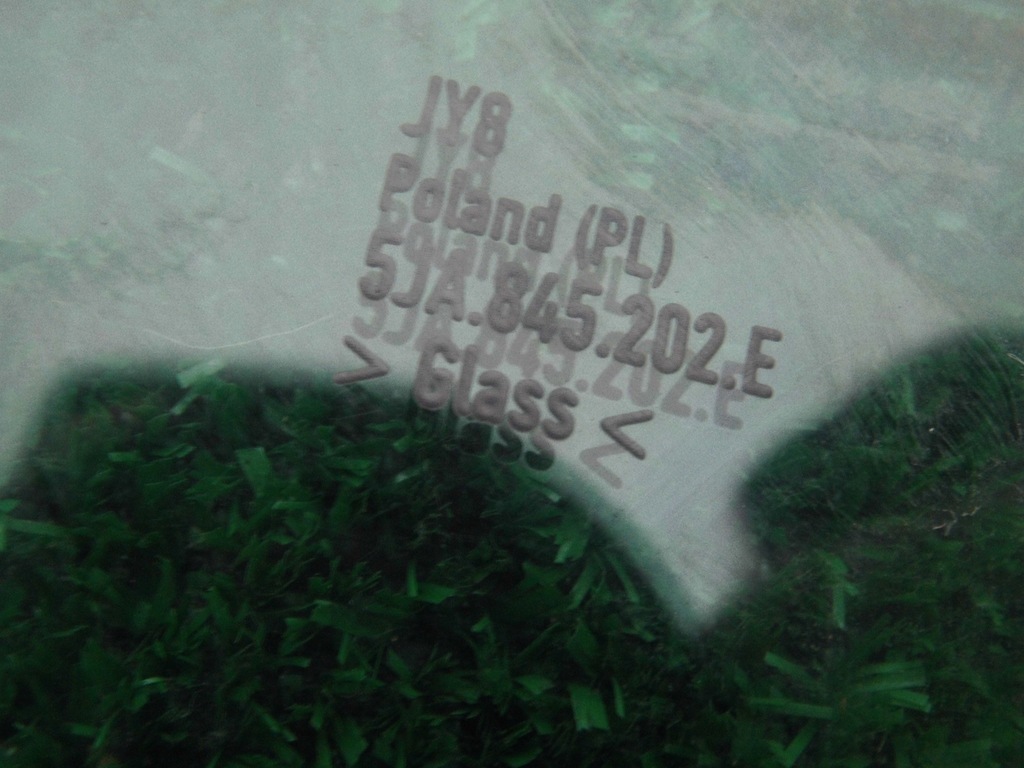 JY8
Poland (PL)
5JA.845.202.E
> Glass <